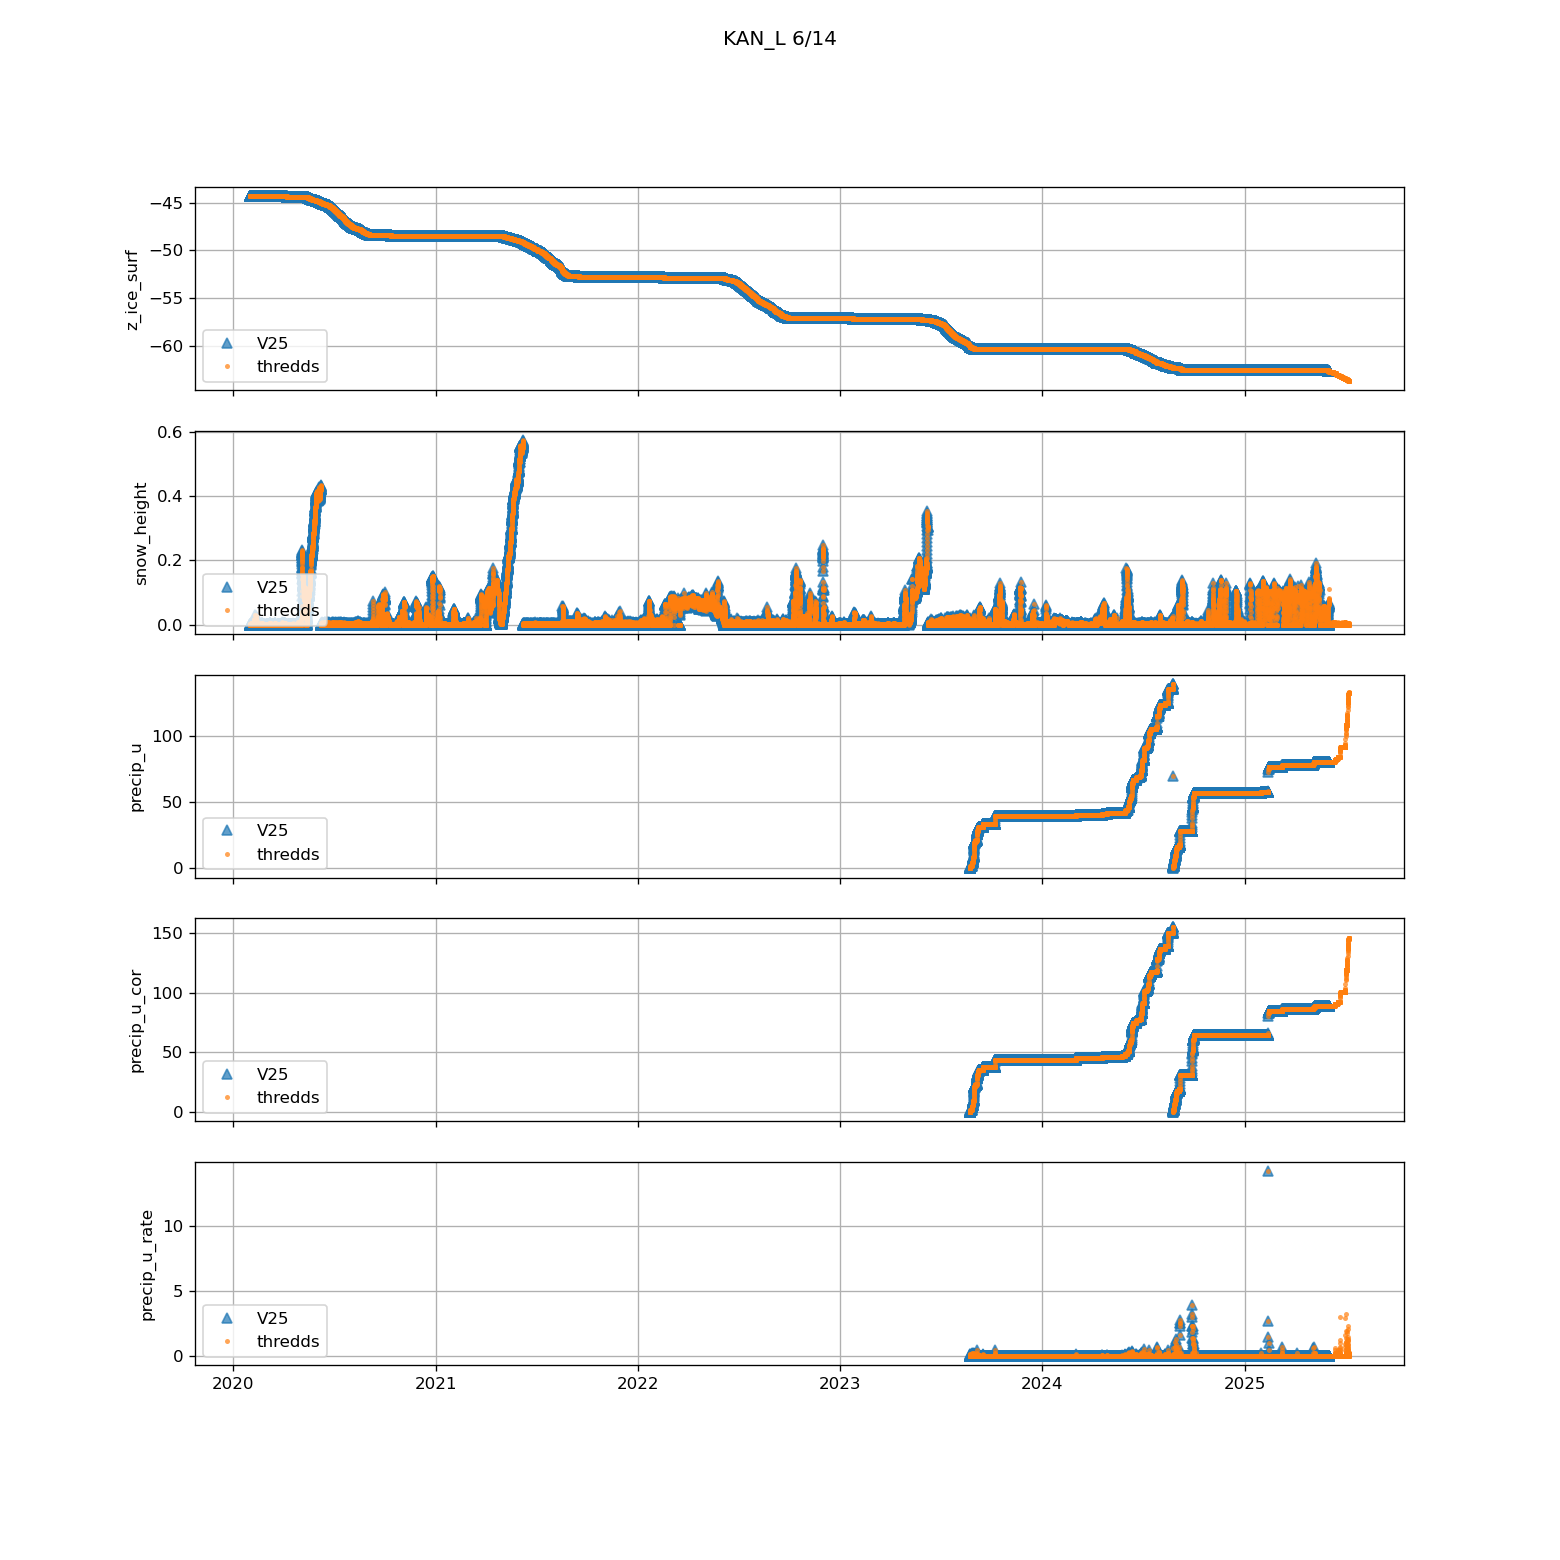 KAN_L 6/14
−45
−50
−55
−60
z_ice_surf
V25
thredds
0.6
0.4
0.2
0.0
snow_height
V25
thredds
100
50
0
precip_u
V25
thredds
150
100
50
0
precip_u_cor
V25
thredds
10
5
0
precip_u_rate
V25
thredds
2020 2021 2022 2023 2024 2025